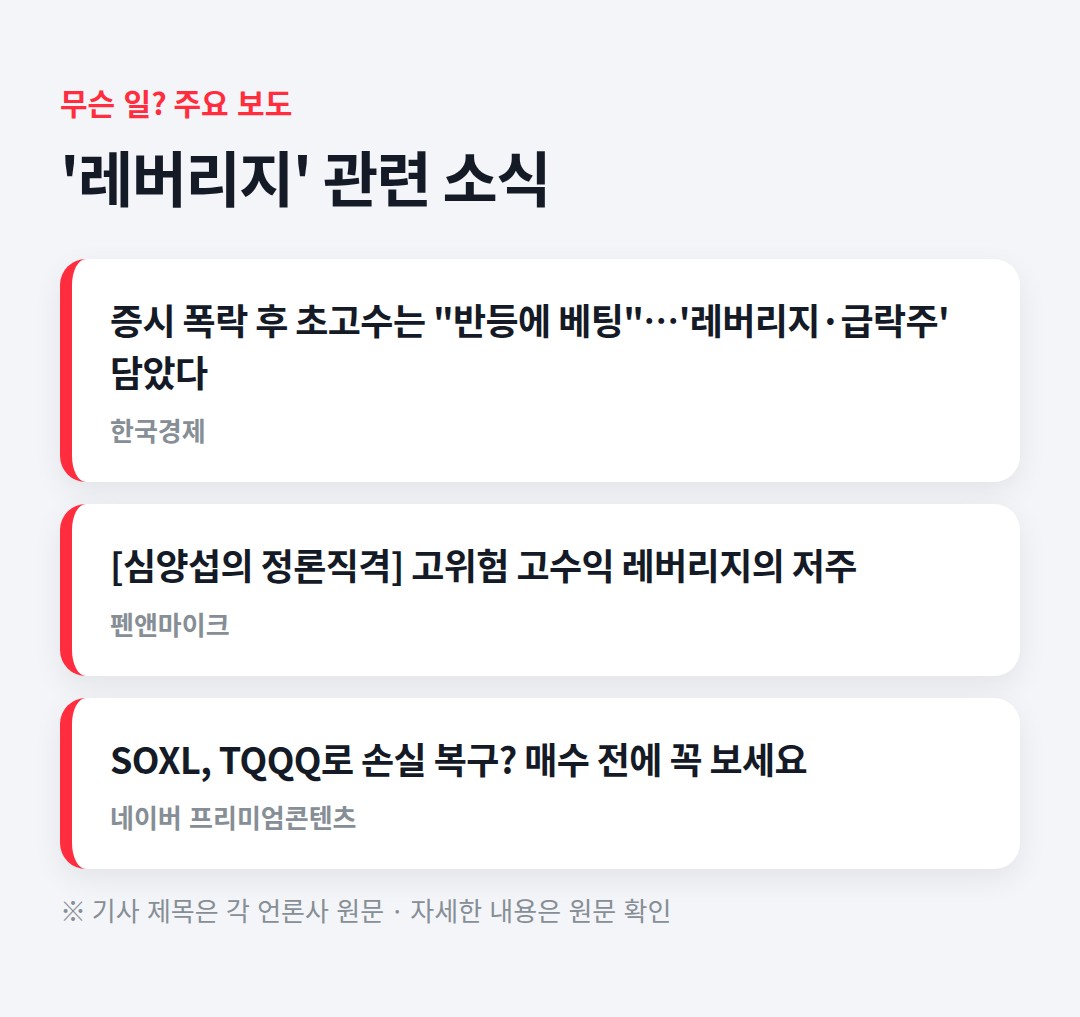 무슨 일? 주요 보도
'레버리지' 관련 소식
증시 폭락 후 초고수는 "반등에 베팅"…'레버리지·급락주'
담았다
한국경제
[심양섭의 정론직격] 고위험 고수익 레버리지의 저주
펜앤마이크
SOXL, TQQQ로 손실 복구? 매수 전에 꼭 보세요
네이버 프리미엄콘텐츠
※ 기사 제목은 각 언론사 원문 · 자세한 내용은 원문 확인